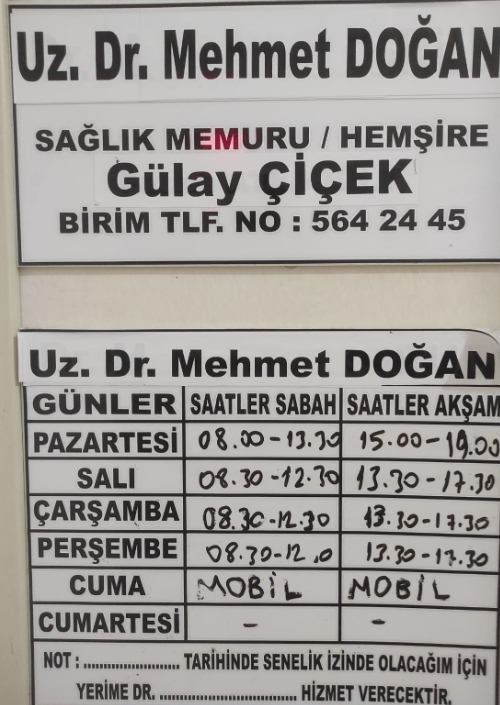 Uz. Dr. Mehmet DOĞAN
SAĞLIK MEMURU / HEMŞİRE
Gülay ÇİÇEK
BİRİM TLF. NO : 564 24 45
Uz. Dr. Mehmet DOĞAN
GÜNLER SAATLER SABAH SAATLER AKŞAM
PAZARTESİ 08.00-13.30 15.00-19.00
SALI 08.30-12.30 13.30-17.30
ÇARŞAMBA 08.30-12.30 13.30-17.30
PERŞEMBE 08.30-12.0 13.30-17.30
CUMA MOBİL MOBİL
CUMARTESİ - -
NOT : ...................... TARİHİNDE SENELİK İZİNDE OLACAĞIM İÇİN
YERİME DR. ................................ HİZMET VERECEKTİR.